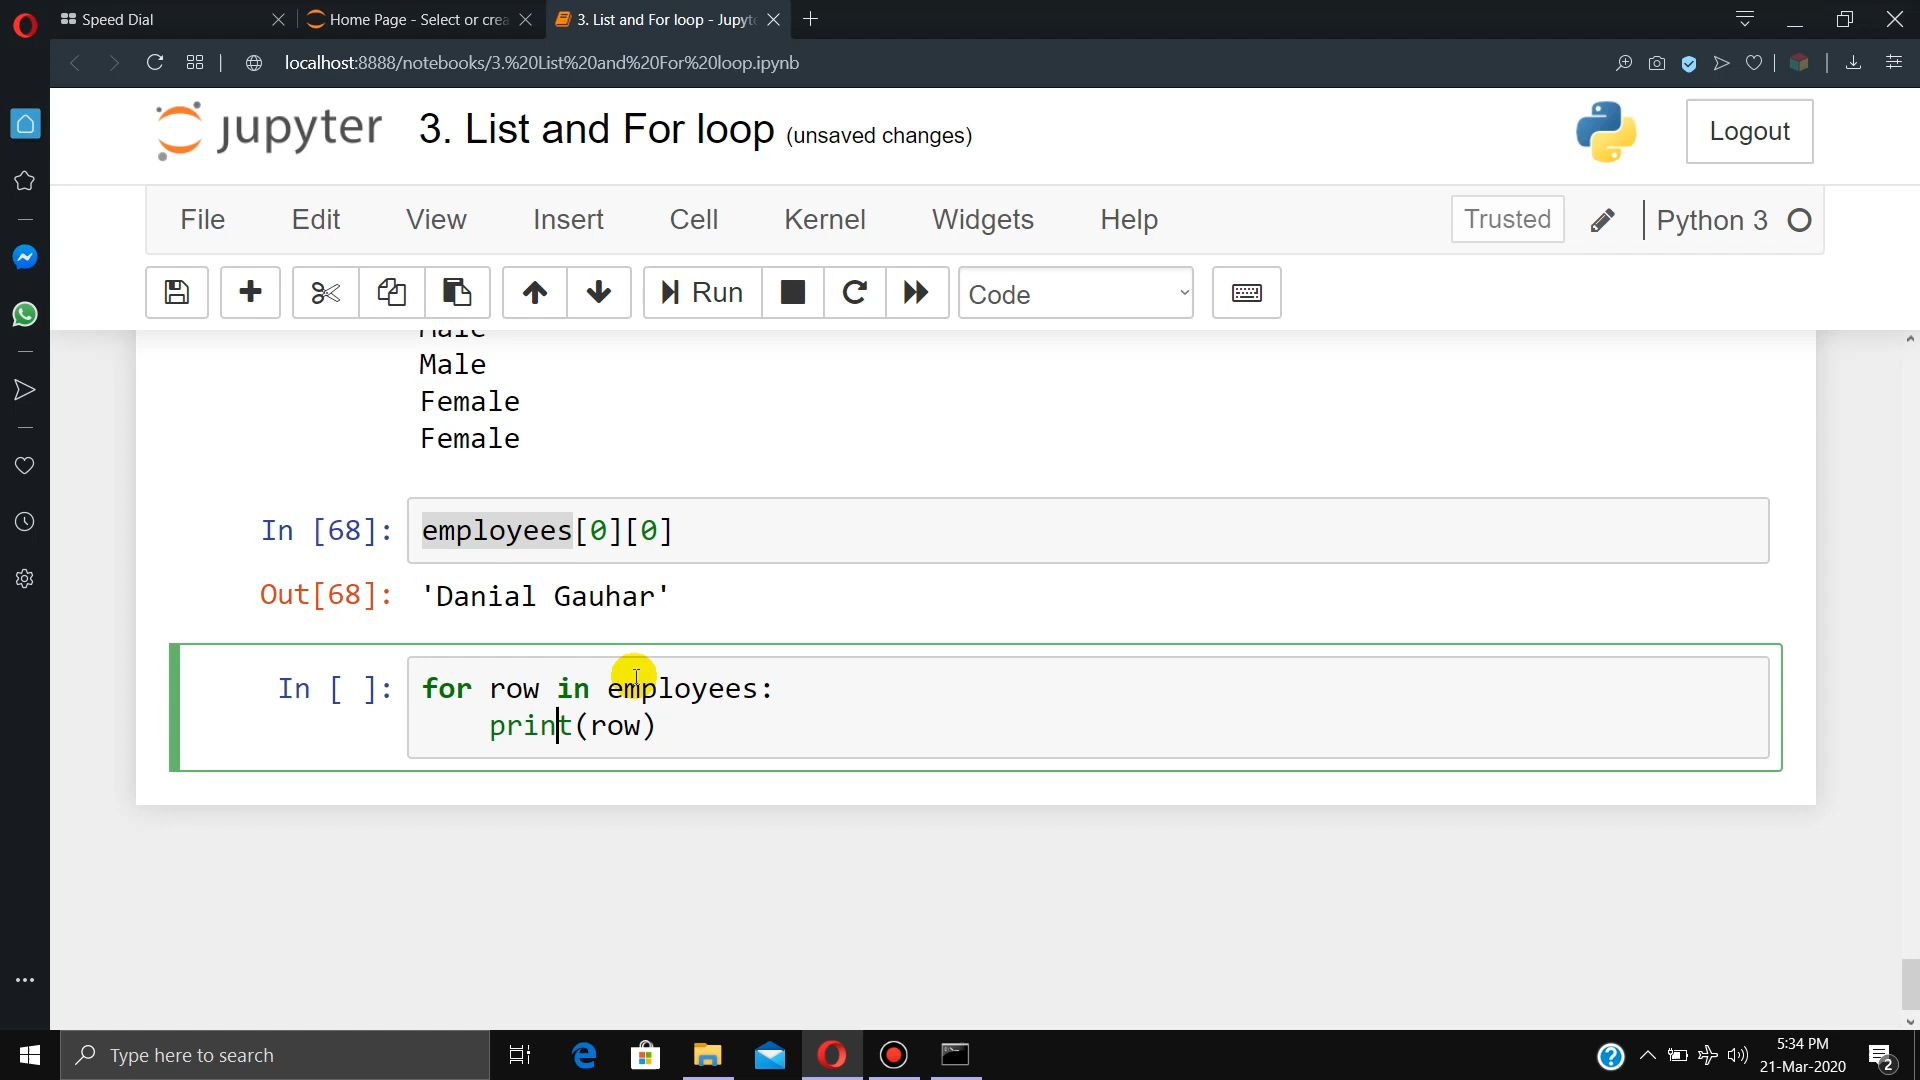 Speed Dial
Home Page - Select or crea
3. List and For loop - Jupyt
localhost:8888/notebooks/3.%20List%20and%20For%20loop.ipynb
jupyter 3. List and For loop (unsaved changes)
Logout
File Edit View Insert Cell Kernel Widgets Help
Trusted
Python 3
Run
Code
Male
Male
Female
Female
In [68]: employees[0][0]
Out[68]: 'Danial Gauhar'
In [ ]: for row in employees:
print(row)
Type here to search
5:34 PM
21-Mar-2020
2